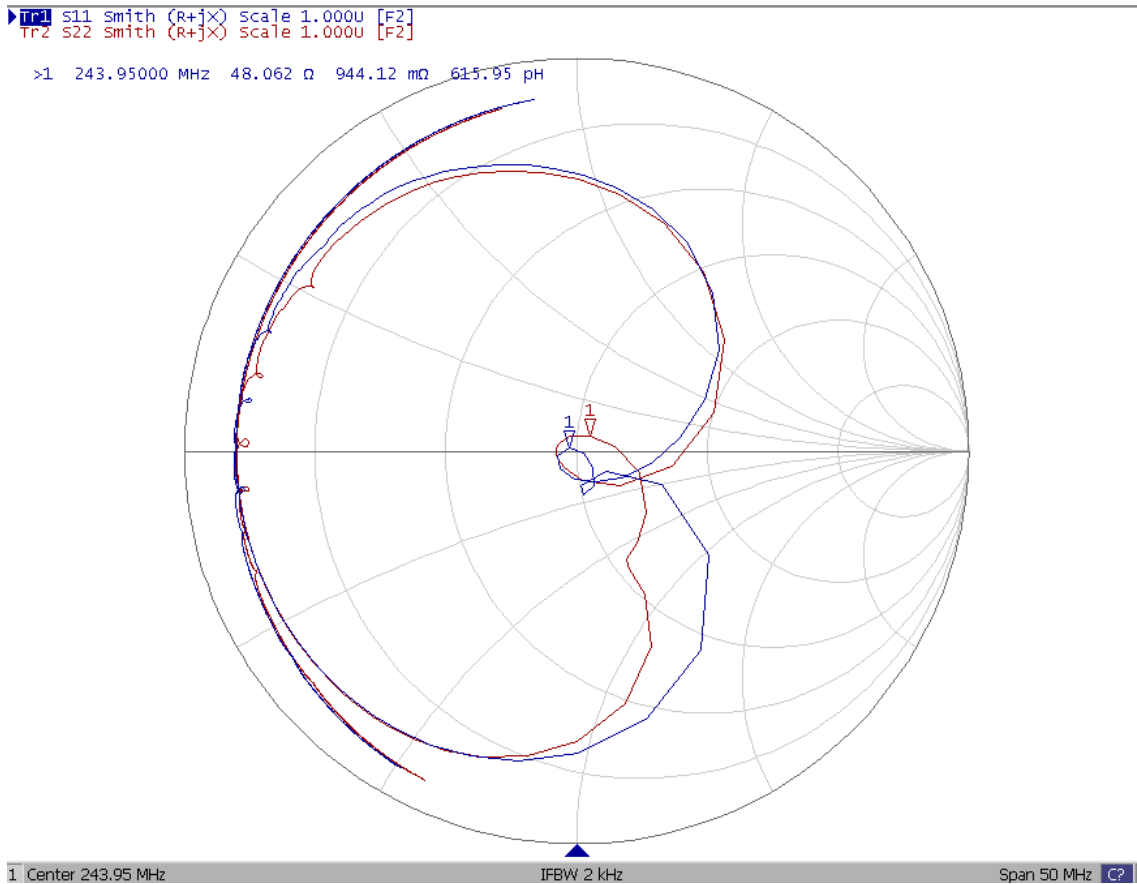 Tr1 S11 Smith (R+jX) Scale 1.000U [F2]
Tr2 S22 Smith (R+jX) Scale 1.000U [F2]
>1 243.95000 MHz 48.062 Ω 944.12 mΩ 615.95 pH
1
1
1 Center 243.95 MHz IFBW 2 kHz Span 50 MHz C?